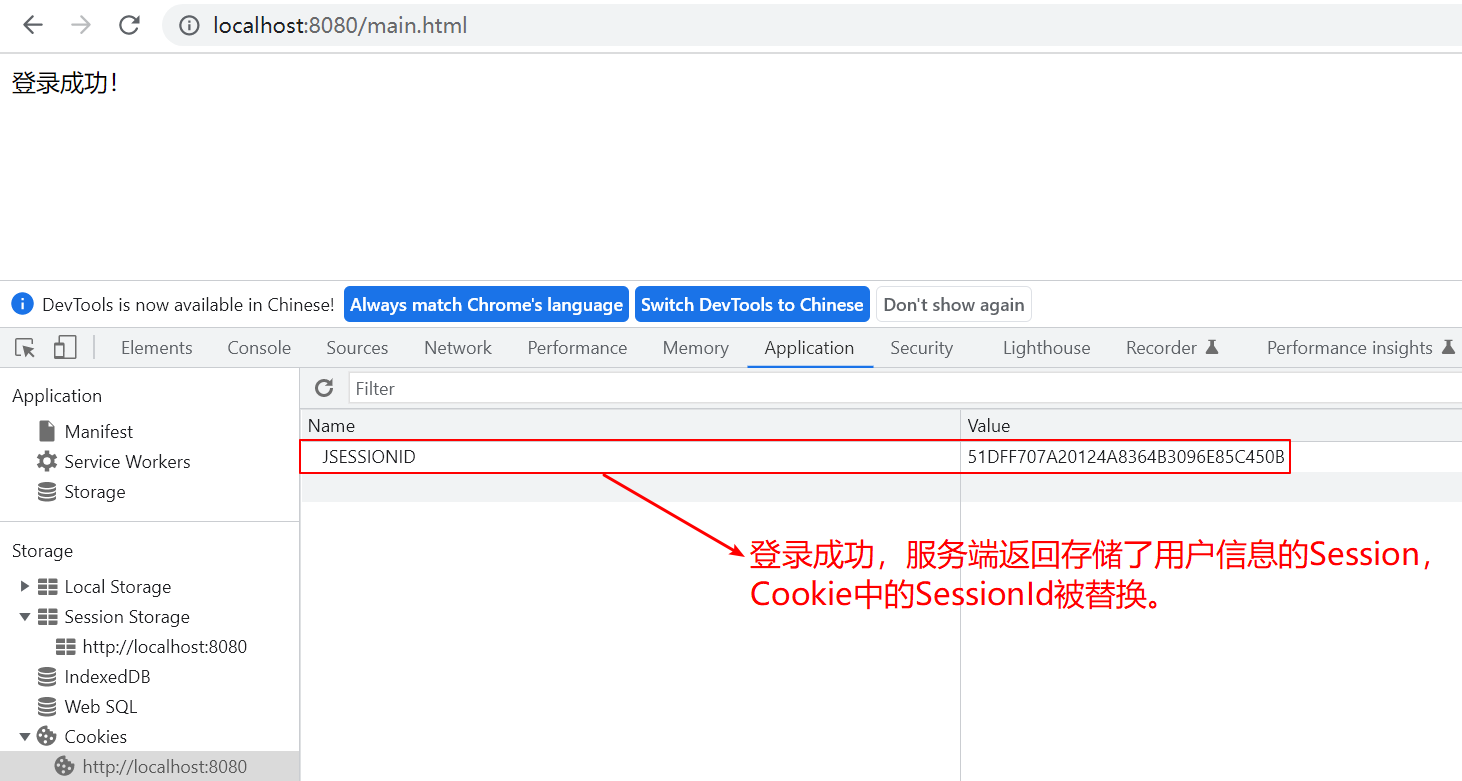 localhost:8080/main.html
登录成功！
DevTools is now available in Chinese! Always match Chrome's language Switch DevTools to Chinese Don't show again
Elements Console Sources Network Performance Memory Application Security Lighthouse Recorder Performance insights
Application
Manifest
Service Workers
Storage
Storage
Local Storage
Session Storage
http://localhost:8080
IndexedDB
Web SQL
Cookies
http://localhost:8080
Filter
Name Value
JSESSIONID 51DFF707A20124A8364B3096E85C450B
登录成功，服务端返回存储了用户信息的Session，
Cookie中的SessionId被替换。